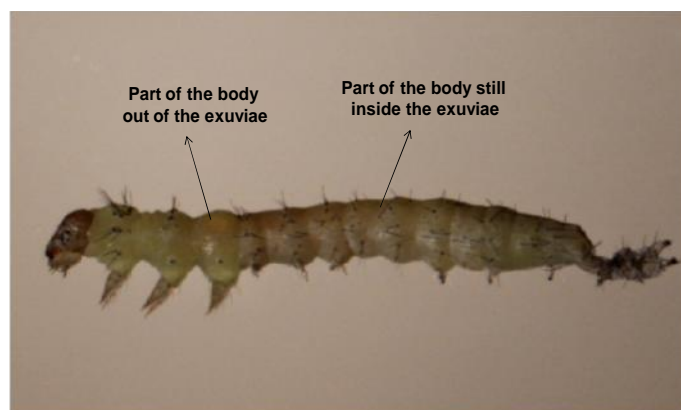 Part of the body
out of the exuviae
Part of the body still
inside the exuviae